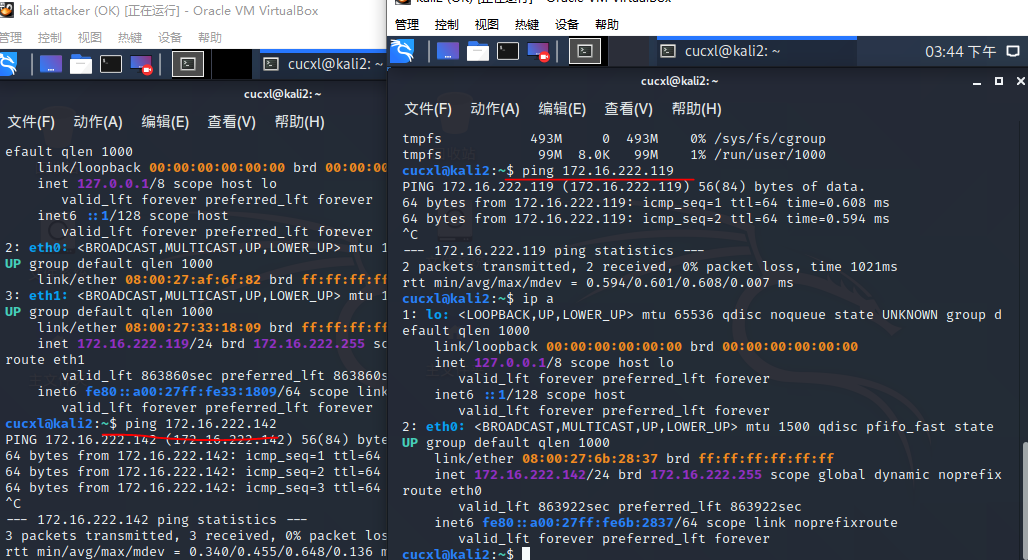 kali attacker (OK) [正在运行] - Oracle VM VirtualBox
管理 控制 视图 热键 设备 帮助
cucxl@kali2: ~
cucxl@kali2: ~
文件(F) 动作(A) 编辑(E) 查看(V) 帮助(H)
efault qlen 1000
link/loopback 00:00:00:00:00:00 brd 00:00:00:
inet 127.0.0.1/8 scope host lo
valid_lft forever preferred_lft forever
inet6 ::1/128 scope host
valid_lft forever preferred_lft forever
2: eth0: <BROADCAST,MULTICAST,UP,LOWER_UP> mtu 1
UP group default qlen 1000
link/ether 08:00:27:af:6f:82 brd ff:ff:ff:ff
3: eth1: <BROADCAST,MULTICAST,UP,LOWER_UP> mtu 1
UP group default qlen 1000
link/ether 08:00:27:33:18:09 brd ff:ff:ff:ff
inet 172.16.222.119/24 brd 172.16.222.255 sc
route eth1
valid_lft 863860sec preferred_lft 863860s
inet6 fe80::a00:27ff:fe33:1809/64 scope link
valid_lft forever preferred_lft forever
cucxl@kali2:~$ ping 172.16.222.142
PING 172.16.222.142 (172.16.222.142) 56(84) byte
64 bytes from 172.16.222.142: icmp_seq=1 ttl=64
64 bytes from 172.16.222.142: icmp_seq=2 ttl=64
64 bytes from 172.16.222.142: icmp_seq=3 ttl=64
^C
--- 172.16.222.142 ping statistics ---
3 packets transmitted, 3 received, 0% packet los
rtt min/avg/max/mdev = 0.340/0.455/0.648/0.136 m
kali2 (OK) [正在运行] - Oracle VM VirtualBox
管理 控制 视图 热键 设备 帮助
cucxl@kali2: ~ 03:44 下午
cucxl@kali2: ~
文件(F) 动作(A) 编辑(E) 查看(V) 帮助(H)
tmpfs 493M 0 493M 0% /sys/fs/cgroup
tmpfs 99M 8.0K 99M 1% /run/user/1000
cucxl@kali2:~$ ping 172.16.222.119
PING 172.16.222.119 (172.16.222.119) 56(84) bytes of data.
64 bytes from 172.16.222.119: icmp_seq=1 ttl=64 time=0.608 ms
64 bytes from 172.16.222.119: icmp_seq=2 ttl=64 time=0.594 ms
^C
--- 172.16.222.119 ping statistics ---
2 packets transmitted, 2 received, 0% packet loss, time 1021ms
rtt min/avg/max/mdev = 0.594/0.601/0.608/0.007 ms
cucxl@kali2:~$ ip a
1: lo: <LOOPBACK,UP,LOWER_UP> mtu 65536 qdisc noqueue state UNKNOWN group d
efault qlen 1000
link/loopback 00:00:00:00:00:00 brd 00:00:00:00:00:00
inet 127.0.0.1/8 scope host lo
valid_lft forever preferred_lft forever
inet6 ::1/128 scope host
valid_lft forever preferred_lft forever
2: eth0: <BROADCAST,MULTICAST,UP,LOWER_UP> mtu 1500 qdisc pfifo_fast state
UP group default qlen 1000
link/ether 08:00:27:6b:28:37 brd ff:ff:ff:ff:ff:ff
inet 172.16.222.142/24 brd 172.16.222.255 scope global dynamic noprefix
route eth0
valid_lft 863922sec preferred_lft 863922sec
inet6 fe80::a00:27ff:fe6b:2837/64 scope link noprefixroute
valid_lft forever preferred_lft forever
cucxl@kali2:~$